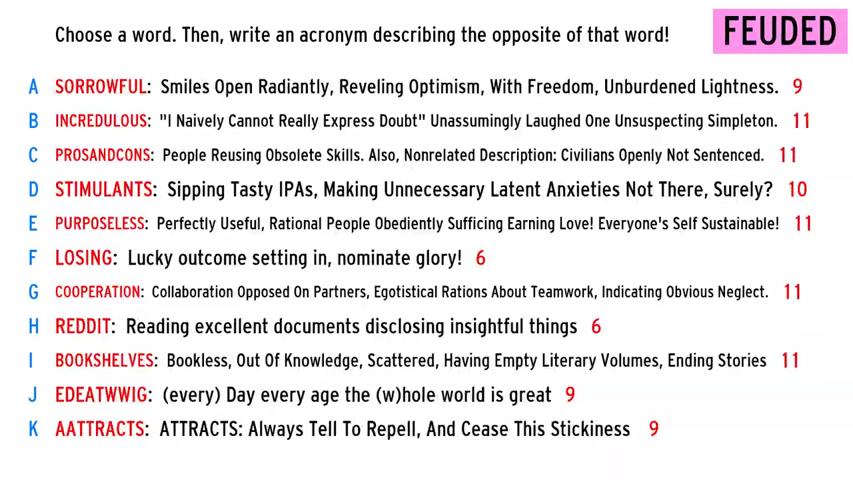 Choose a word. Then, write an acronym describing the opposite of that word!
FEUDED
A SORROWFUL: Smiles Open Radiantly, Reveling Optimism, With Freedom, Unburdened Lightness. 9
B INCREDULOUS: "I Naively Cannot Really Express Doubt" Unassumingly Laughed One Unsuspecting Simpleton. 11
C PROSANDCONS: People Reusing Obsolete Skills. Also, Nonrelated Description: Civilians Openly Not Sentenced. 11
D STIMULANTS: Sipping Tasty IPAs, Making Unnecessary Latent Anxieties Not There, Surely? 10
E PURPOSELESS: Perfectly Useful, Rational People Obediently Sufficing Earning Love! Everyone's Self Sustainable! 11
F LOSING: Lucky outcome setting in, nominate glory! 6
G COOPERATION: Collaboration Opposed On Partners, Egotistical Rations About Teamwork, Indicating Obvious Neglect. 11
H REDDIT: Reading excellent documents disclosing insightful things 6
I BOOKSHELVES: Bookless, Out Of Knowledge, Scattered, Having Empty Literary Volumes, Ending Stories 11
J EDEATWWIG: (every) Day every age the (w)hole world is great 9
K AATTRACTS: ATTRACTS: Always Tell To Repell, And Cease This Stickiness 9